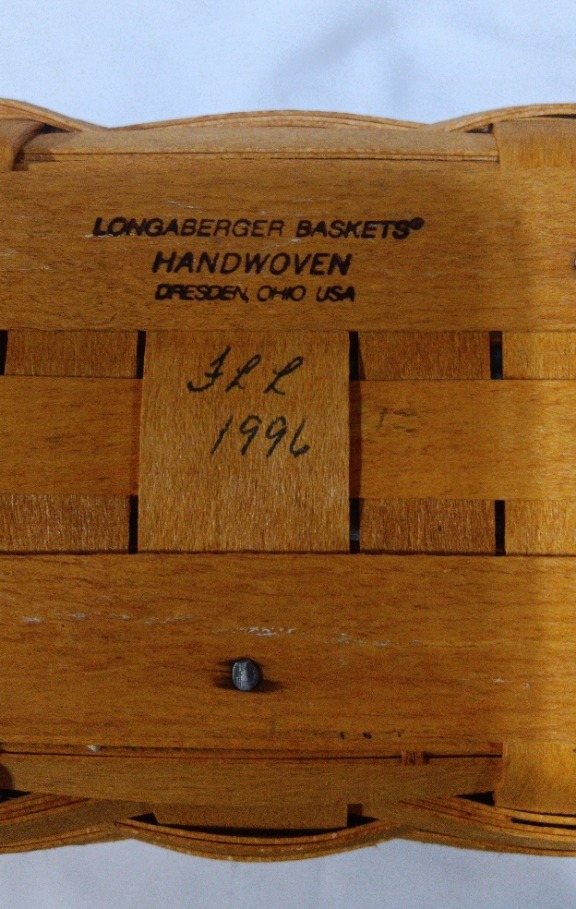 LONGABERGER BASKETS®
HANDWOVEN
DRESDEN, OHIO USA
JLL
1996